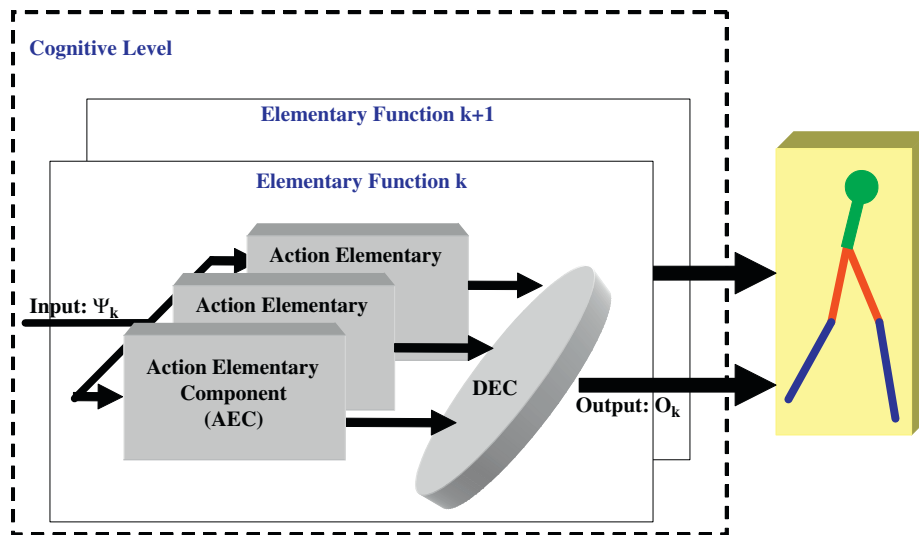 Cognitive Level
Elementary Function k+1
Elementary Function k
Action Elementary
Action Elementary
Input: Ψk
Action Elementary
Component
(AEC)
DEC
Output: Ok